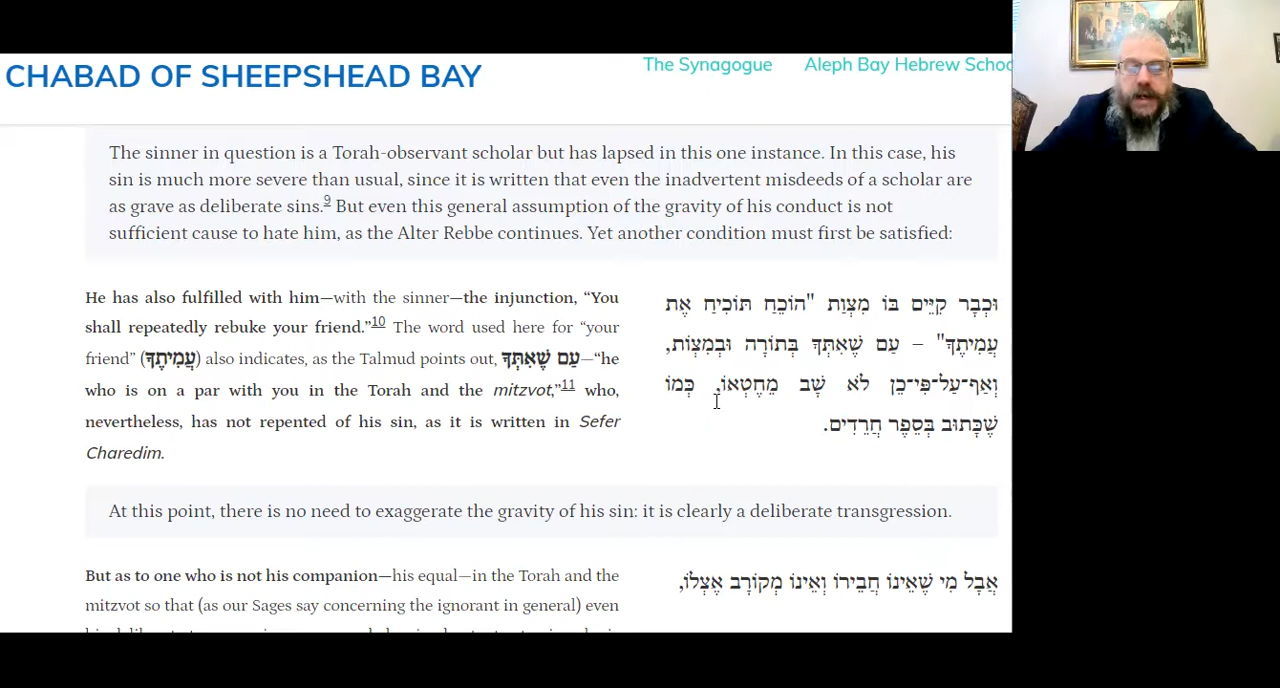 CHABAD OF SHEEPSHEAD BAY
The Synagogue Aleph Bay Hebrew Schoo
The sinner in question is a Torah-observant scholar but has lapsed in this one instance. In this case, his
sin is much more severe than usual, since it is written that even the inadvertent misdeeds of a scholar are
as grave as deliberate sins.9 But even this general assumption of the gravity of his conduct is not
sufficient cause to hate him, as the Alter Rebbe continues. Yet another condition must first be satisfied:
He has also fulfilled with him—with the sinner—the injunction, “You
shall repeatedly rebuke your friend.”10 The word used here for “your
friend” (עֲמִיתֶךָ) also indicates, as the Talmud points out, עַם שֶׁאִתְּךָ—“he
who is on a par with you in the Torah and the mitzvot,”11 who,
nevertheless, has not repented of his sin, as it is written in Sefer
Charedim.
וּכְבָר קִיֵּים בּוֹ מִצְוַת "הוֹכֵחַ תּוֹכִיחַ אֶת
עֲמִיתֶךָ" – עַם שֶׁאִתְּךָ בְּתוֹרָה וּבְמִצְוֹת,
וְאַף־עַל־פִּי־כֵן לֹא שָׁב מֵחֶטְאוֹ, כְּמוֹ
שֶׁכָּתוּב בְּסֵפֶר חֲרֵדִים.
At this point, there is no need to exaggerate the gravity of his sin: it is clearly a deliberate transgression.
But as to one who is not his companion—his equal—in the Torah and the
mitzvot so that (as our Sages say concerning the ignorant in general) even
אֲבָל מִי שֶׁאֵינוֹ חֲבֵירוֹ וְאֵינוֹ מְקוֹרָב אֶצְלוֹ,